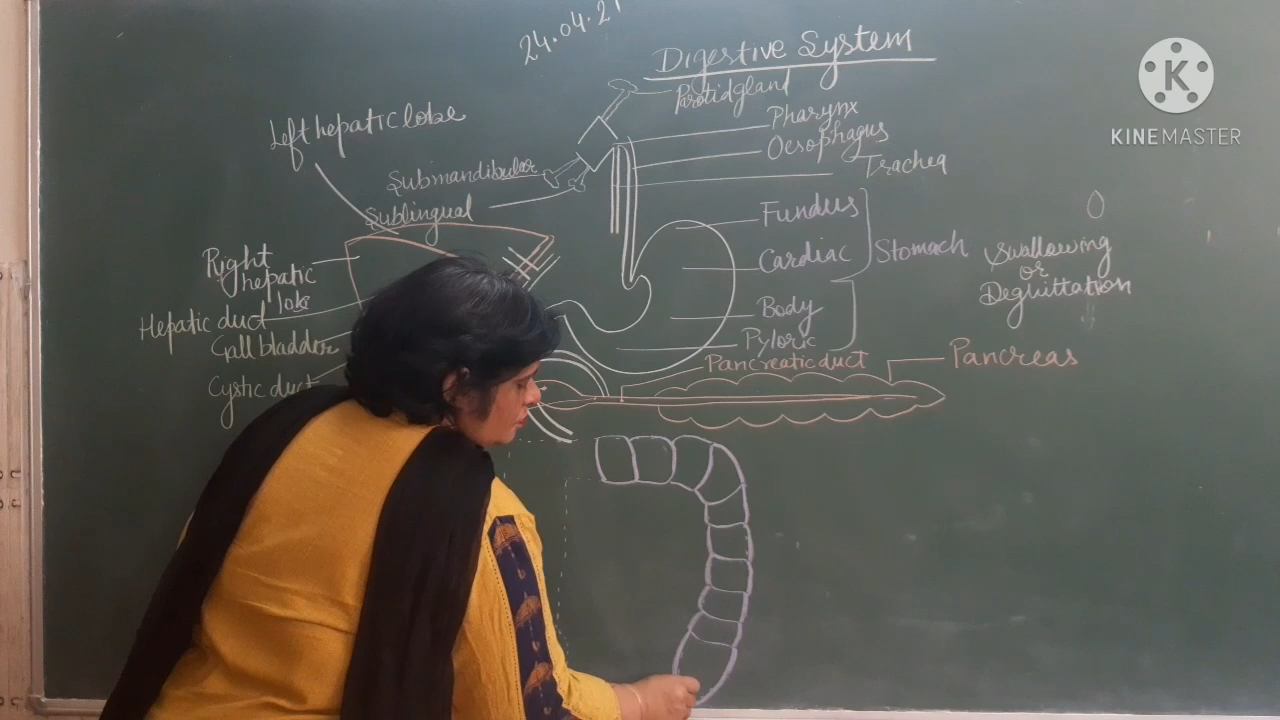 24.04.21
Digestive System
Parotidgland
Pharynx
Oesophagus
Trachea
Left hepatic lobe
Submandibular
Sublingual
Right
hepatic
lobe
Hepatic duct
Gall bladder
Cystic duct
Fundus
Cardiac
Stomach
Body
Pyloric
Pancreatic duct
Pancreas
Swallowing
or
Degluttation
KINEMASTER